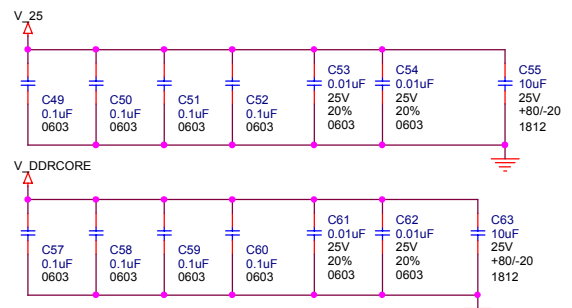 V_25
C49
0.1uF
0603
C50
0.1uF
0603
C51
0.1uF
0603
C52
0.1uF
0603
C53
0.01uF
25V
20%
0603
C54
0.01uF
25V
20%
0603
C55
10uF
25V
+80/-20
1812
V_DDRCORE
C57
0.1uF
0603
C58
0.1uF
0603
C59
0.1uF
0603
C60
0.1uF
0603
C61
0.01uF
25V
20%
0603
C62
0.01uF
25V
20%
0603
C63
10uF
25V
+80/-20
1812